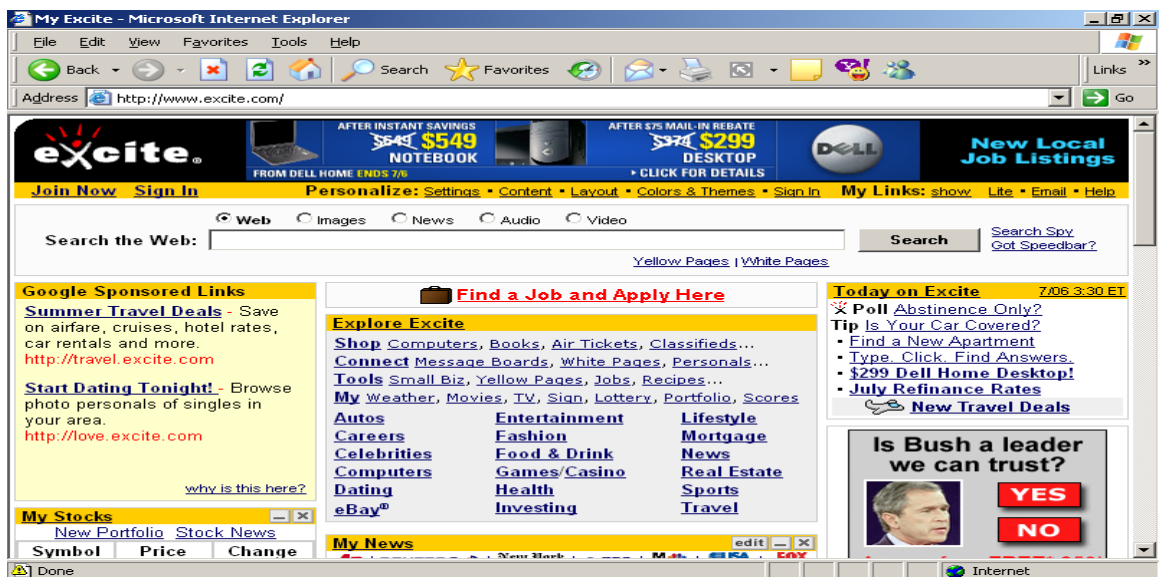 My Excite - Microsoft Internet Explorer
File Edit View Favorites Tools Help
Back Search Favorites Links »
Address http://www.excite.com/ Go
excite®
AFTER INSTANT SAVINGS
$649 $549
NOTEBOOK
FROM DELL HOME ENDS 7/6
AFTER $75 MAIL-IN REBATE
$374 $299
DESKTOP
CLICK FOR DETAILS
DELL
New Local
Job Listings
Join Now Sign In Personalize: Settings • Content • Layout • Colors & Themes • Sign In My Links: show Lite • Email • Help
Web Images News Audio Video
Search the Web: Search
Search Spy
Got Speedbar?
Yellow Pages | White Pages
Google Sponsored Links
Summer Travel Deals - Save
on airfare, cruises, hotel rates,
car rentals and more.
http://travel.excite.com
Start Dating Tonight! - Browse
photo personals of singles in
your area.
http://love.excite.com
why is this here?
My Stocks
New Portfolio Stock News
Symbol Price Change
Find a Job and Apply Here
Explore Excite
Shop Computers, Books, Air Tickets, Classifieds...
Connect Message Boards, White Pages, Personals...
Tools Small Biz, Yellow Pages, Jobs, Recipes...
My Weather, Movies, TV, Sign, Lottery, Portfolio, Scores
Autos Entertainment Lifestyle
Careers Fashion Mortgage
Celebrities Food & Drink News
Computers Games/Casino Real Estate
Dating Health Sports
eBay® Investing Travel
My News edit
Today on Excite 7/06 3:30 ET
Poll Abstinence Only?
Tip Is Your Car Covered?
• Find a New Apartment
• Type. Click. Find Answers.
• $299 Dell Home Desktop!
• July Refinance Rates
New Travel Deals
Is Bush a leader
we can trust?
YES
NO
Done Internet